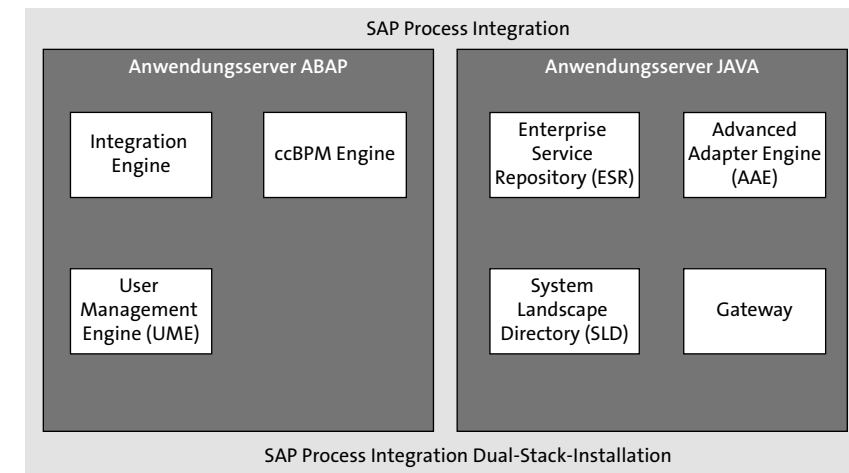 SAP Process Integration
Anwendungsserver ABAP
Integration
Engine
ccBPM Engine
User
Management
Engine (UME)
Anwendungsserver JAVA
Enterprise
Service
Repository (ESR)
Advanced
Adapter Engine
(AAE)
System
Landscape
Directory (SLD)
Gateway
SAP Process Integration Dual-Stack-Installation